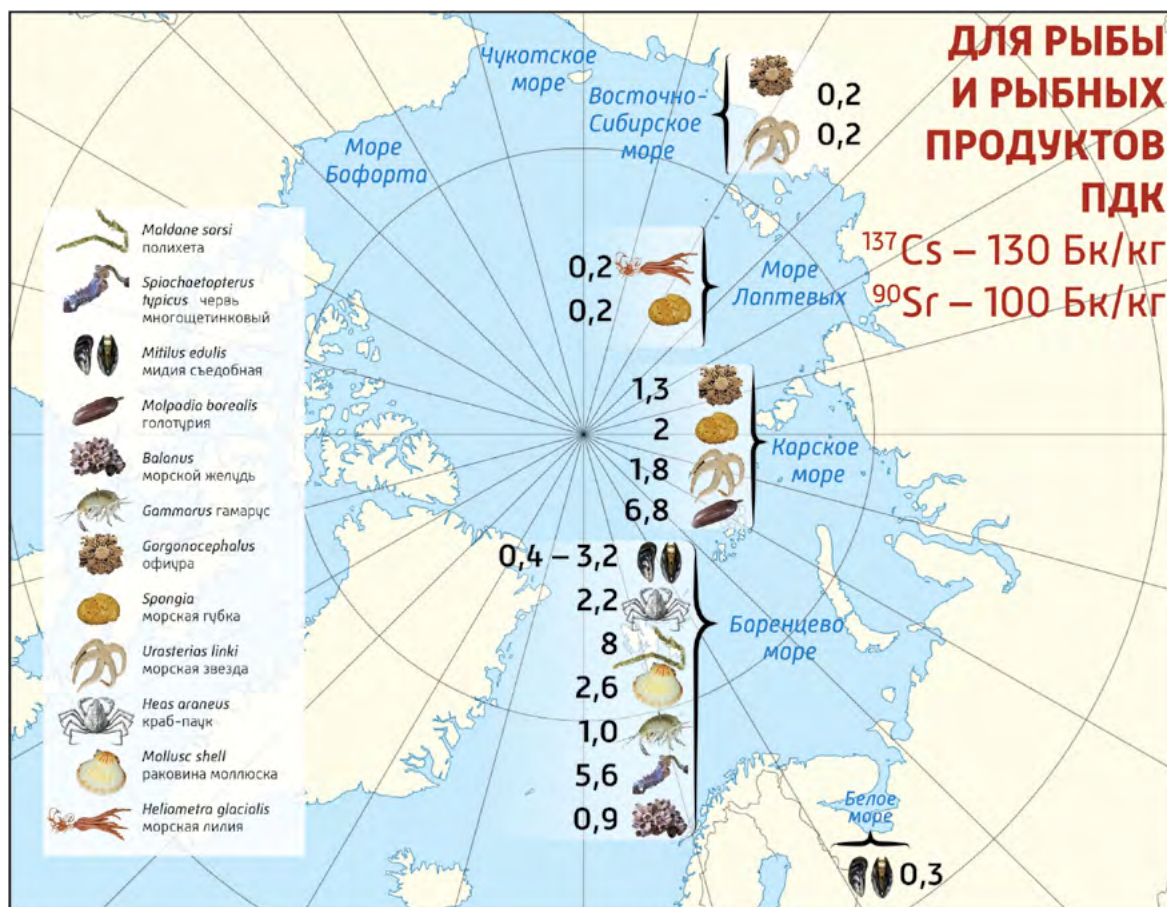 ДЛЯ РЫБЫ
И РЫБНЫХ
ПРОДУКТОВ
ПДК
¹³⁷Cs – 130 Бк/кг
⁹⁰Sr – 100 Бк/кг
Чукотское
море
Восточно-
Сибирское
море
0,2
0,2
Море
Бофорта
0,2
0,2
Море
Лаптевых
1,3
2
1,8
6,8
Карское
море
0,4 – 3,2
2,2
8
2,6
1,0
5,6
0,9
Баренцево
море
Белое
море
0,3
Maldane sarsi
полихета
Spiochaetopterus
typicus червь
многощетинковый
Mitilus edulis
мидия съедобная
Molpadia borealis
голотурия
Balanus
морской желудь
Gammarus гамарус
Gorgonocephalus
офиура
Spongia
морская губка
Urasterias linki
морская звезда
Heas araneus
краб-паук
Mollusc shell
раковина моллюска
Heliometra glacialis
морская лилия